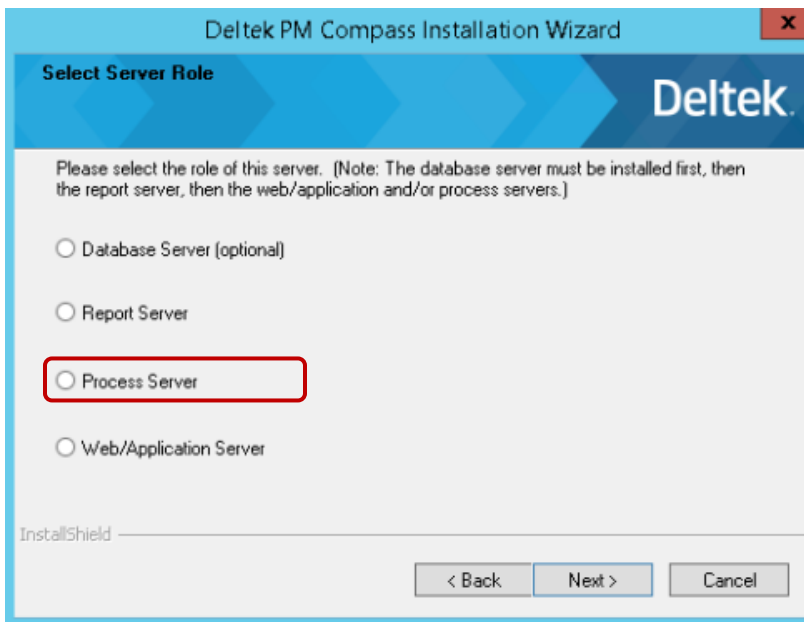 Deltek PM Compass Installation Wizard
x
Select Server Role
Deltek.
Please select the role of this server. (Note: The database server must be installed first, then
the report server, then the web/application and/or process servers.)
Database Server (optional)
Report Server
Process Server
Web/Application Server
InstallShield
< Back
Next >
Cancel